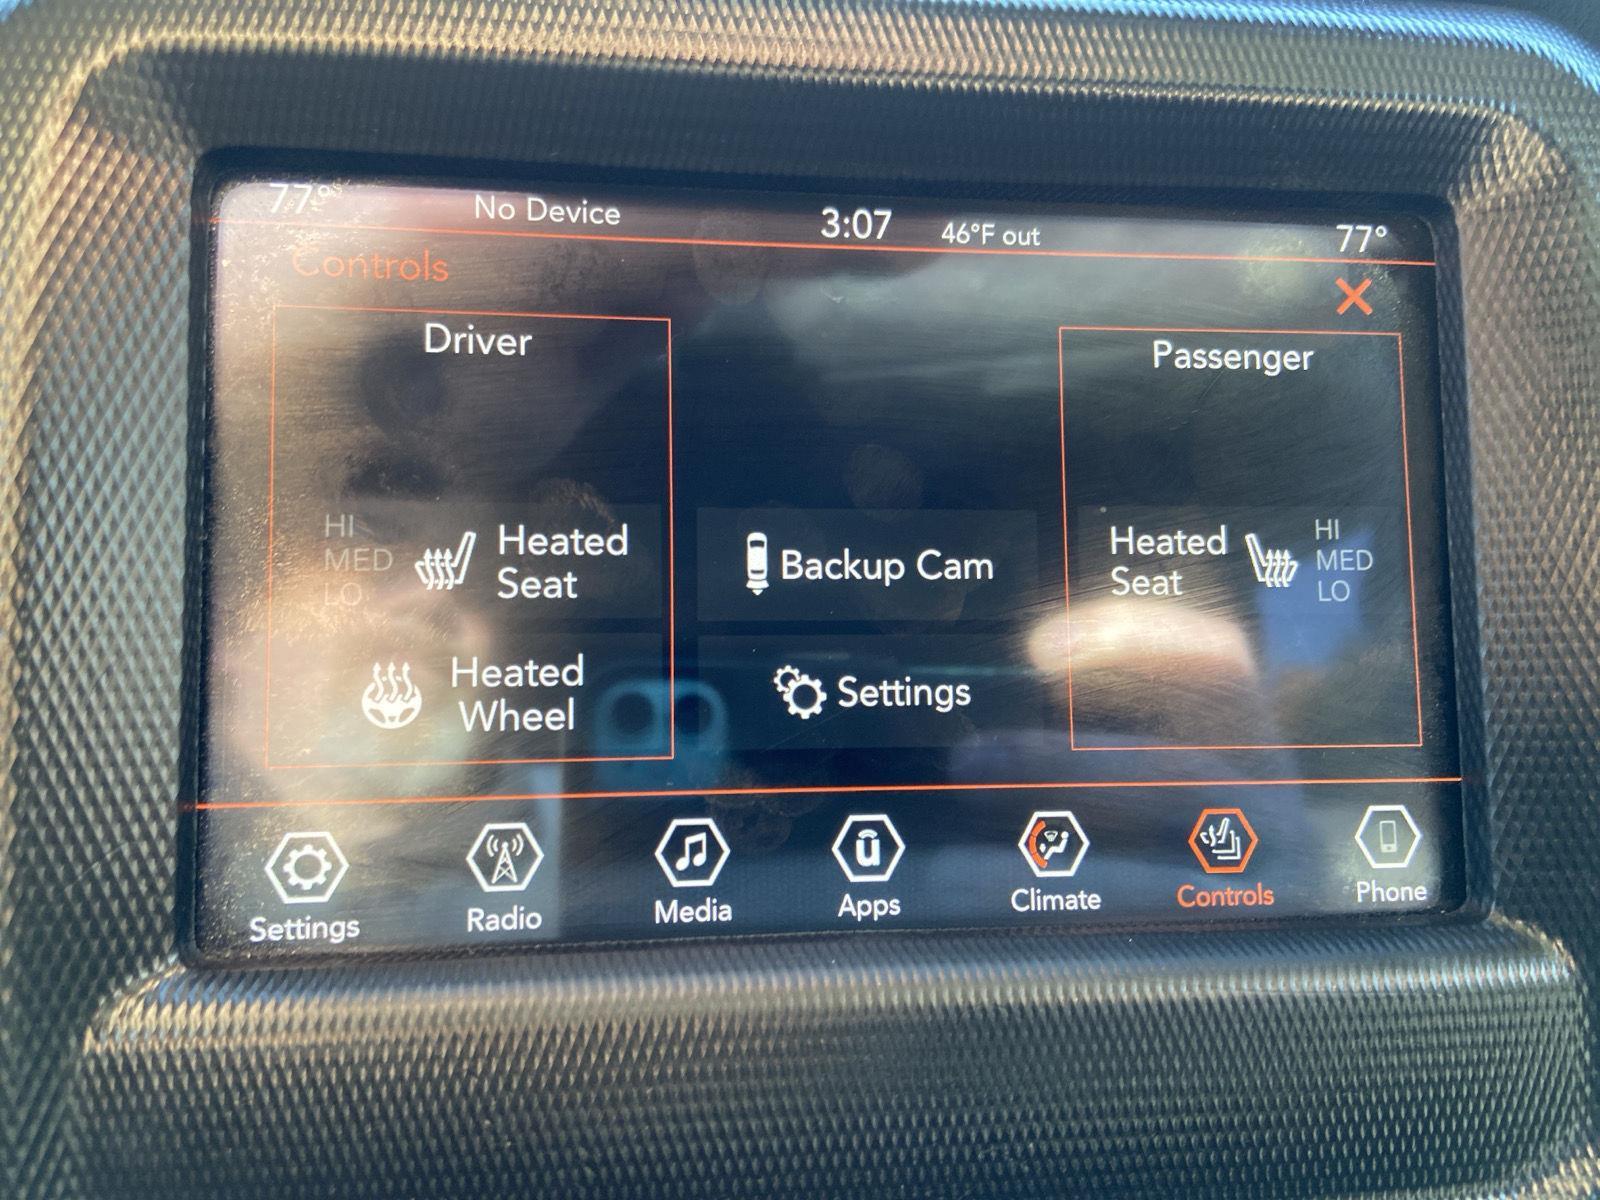 77° No Device 3:07 46°F out 77°
Controls
Driver
Passenger
HI
MED
LO
Heated
Seat
Backup Cam
Heated
Seat
HI
MED
LO
Heated
Wheel
Settings
Settings Radio Media Apps Climate Controls Phone